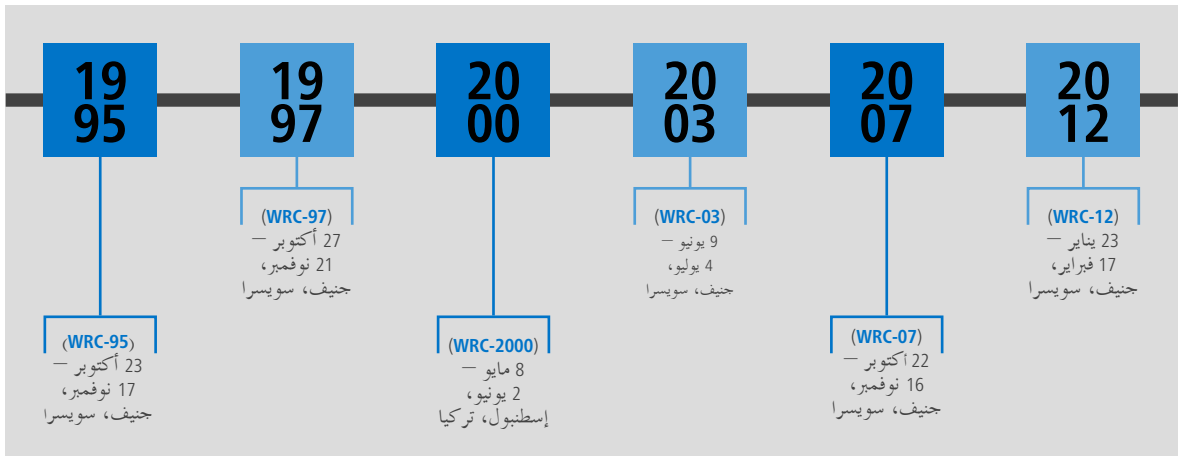 19
95
(WRC-95)
23 أكتوبر –
17 نوفمبر،
جنيف، سويسرا
19
97
(WRC-97)
27 أكتوبر –
21 نوفمبر،
جنيف، سويسرا
20
00
(WRC-2000)
8 مايو –
2 يونيو،
إسطنبول، تركيا
20
03
(WRC-03)
9 يونيو –
4 يوليو،
جنيف، سويسرا
20
07
(WRC-07)
22 أكتوبر –
16 نوفمبر،
جنيف، سويسرا
20
12
(WRC-12)
23 يناير –
17 فبراير،
جنيف، سويسرا